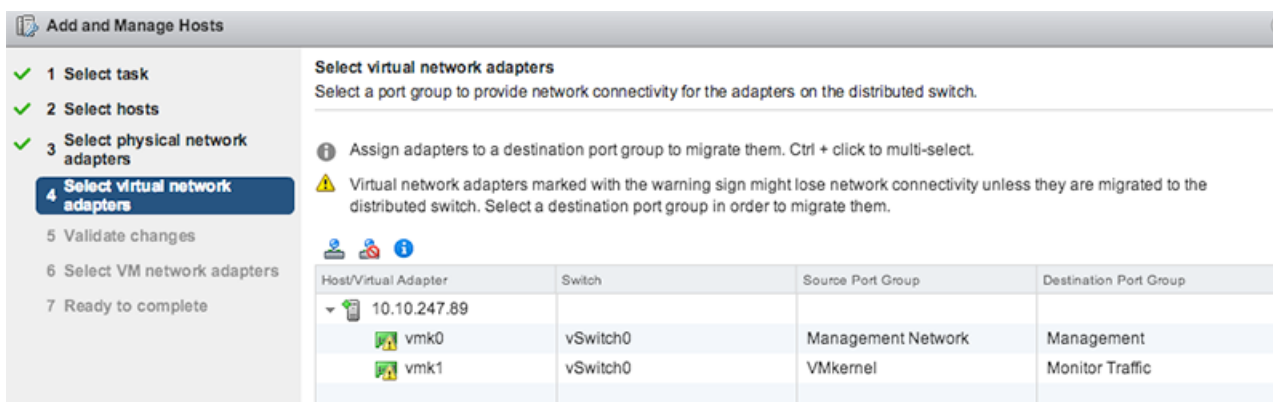 Add and Manage Hosts
1 Select task
2 Select hosts
3 Select physical network
adapters
4 Select virtual network
adapters
5 Validate changes
6 Select VM network adapters
7 Ready to complete
Select virtual network adapters
Select a port group to provide network connectivity for the adapters on the distributed switch.
Assign adapters to a destination port group to migrate them. Ctrl + click to multi-select.
Virtual network adapters marked with the warning sign might lose network connectivity unless they are migrated to the
distributed switch. Select a destination port group in order to migrate them.
Host/Virtual Adapter Switch Source Port Group Destination Port Group
10.10.247.89
vmk0 vSwitch0 Management Network Management
vmk1 vSwitch0 VMkernel Monitor Traffic